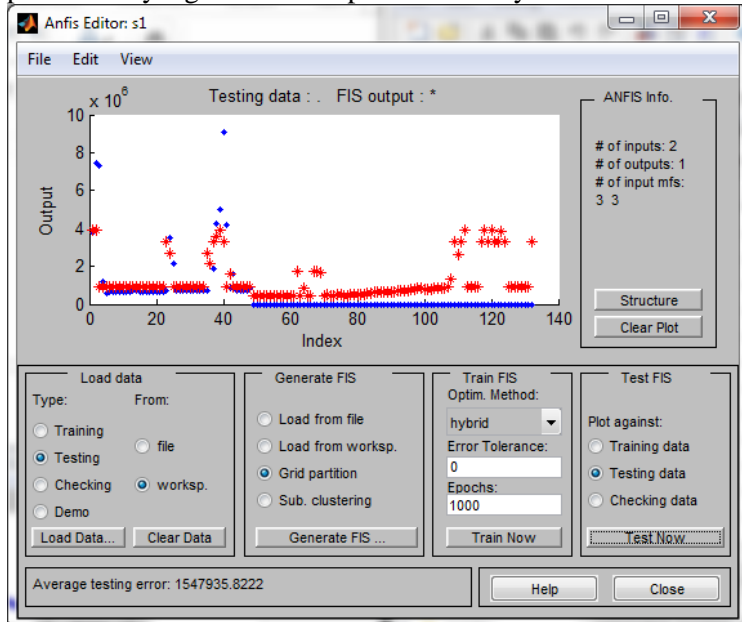 Anfis Editor: s1
File Edit View
x 10^6 Testing data : . FIS output : *
10
8
6
4
2
0
Output
0 20 40 60 80 100 120 140
Index
ANFIS Info.
# of inputs: 2
# of outputs: 1
# of input mfs:
3 3
Structure
Clear Plot
Load data
Type: From:
Training
Testing
Checking
Demo
file
worksp.
Load Data... Clear Data
Generate FIS
Load from file
Load from worksp.
Grid partition
Sub. clustering
Generate FIS ...
Train FIS
Optim. Method:
hybrid
Error Tolerance:
0
Epochs:
1000
Train Now
Test FIS
Plot against:
Training data
Testing data
Checking data
Test Now
Average testing error: 1547935.8222
Help Close